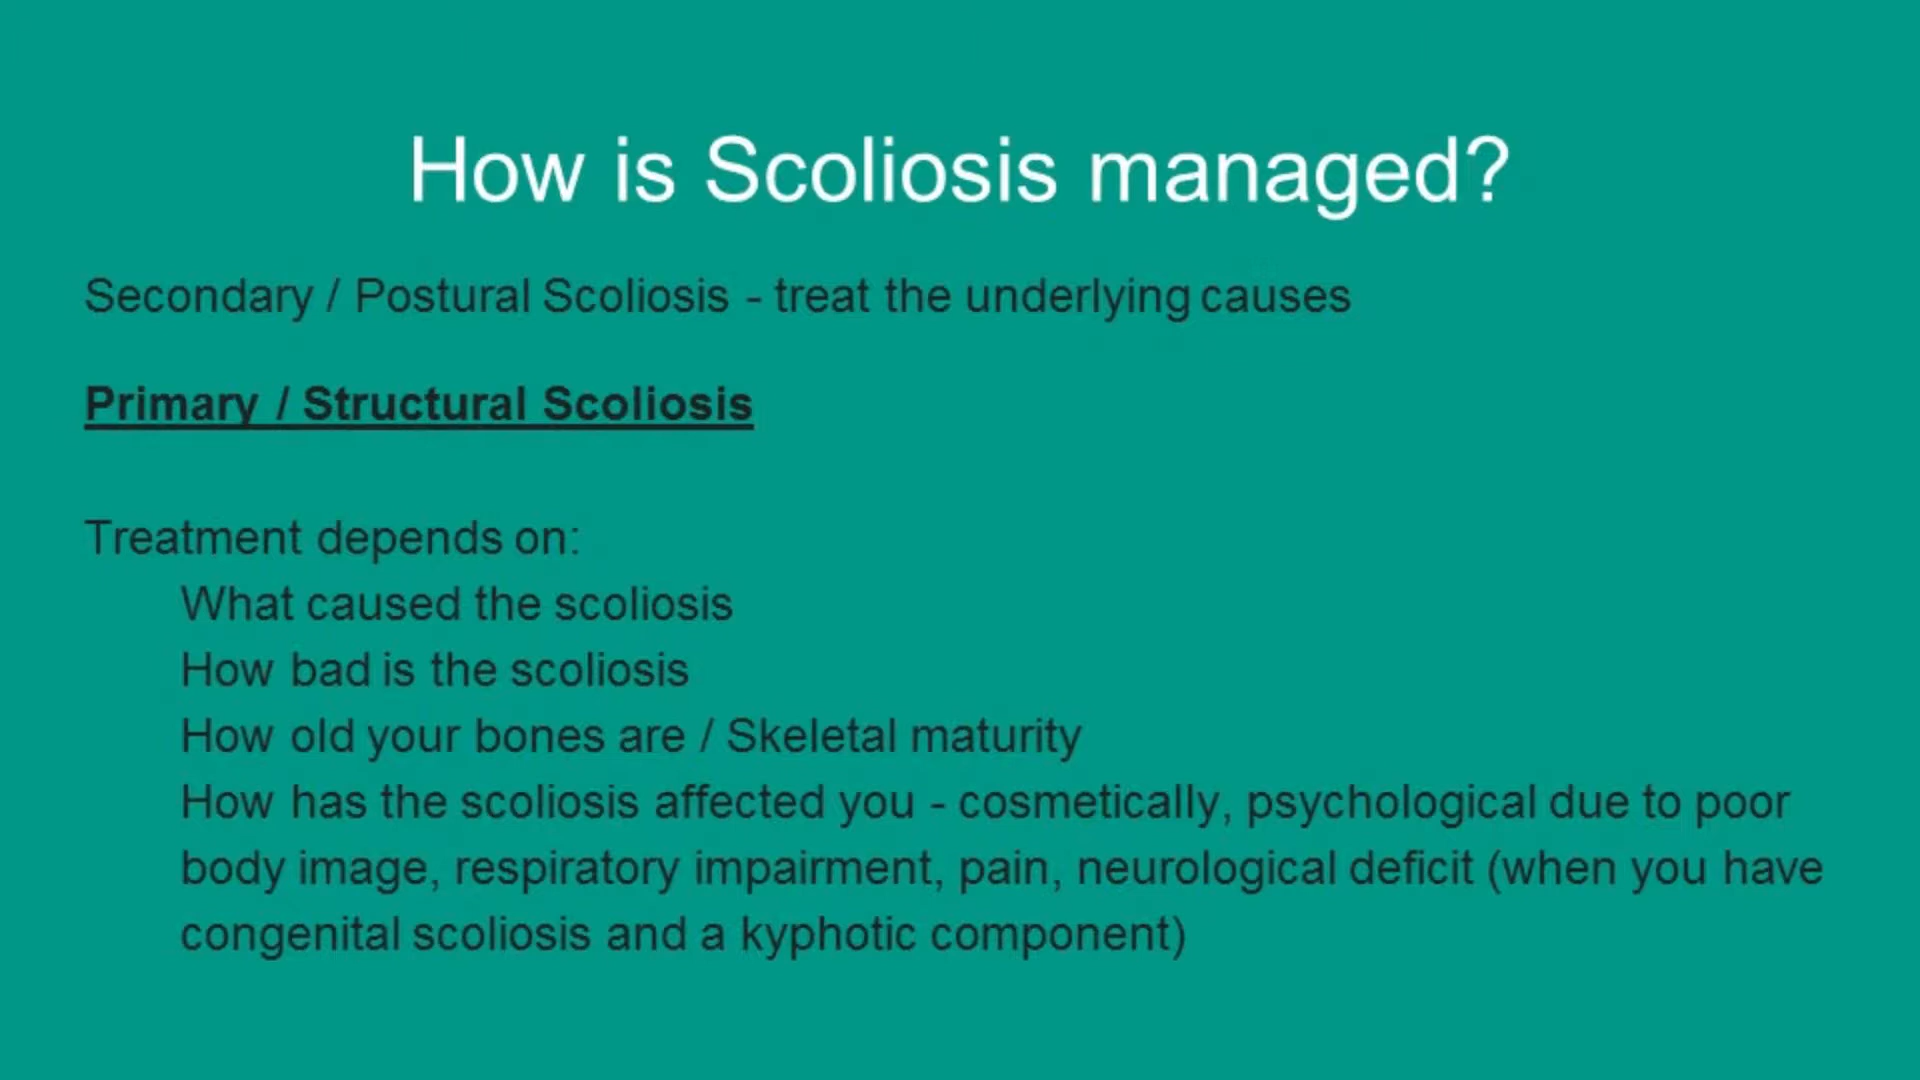 How is Scoliosis managed?
Secondary / Postural Scoliosis - treat the underlying causes
Primary / Structural Scoliosis
Treatment depends on:
What caused the scoliosis
How bad is the scoliosis
How old your bones are / Skeletal maturity
How has the scoliosis affected you - cosmetically, psychological due to poor
body image, respiratory impairment, pain, neurological deficit (when you have
congenital scoliosis and a kyphotic component)